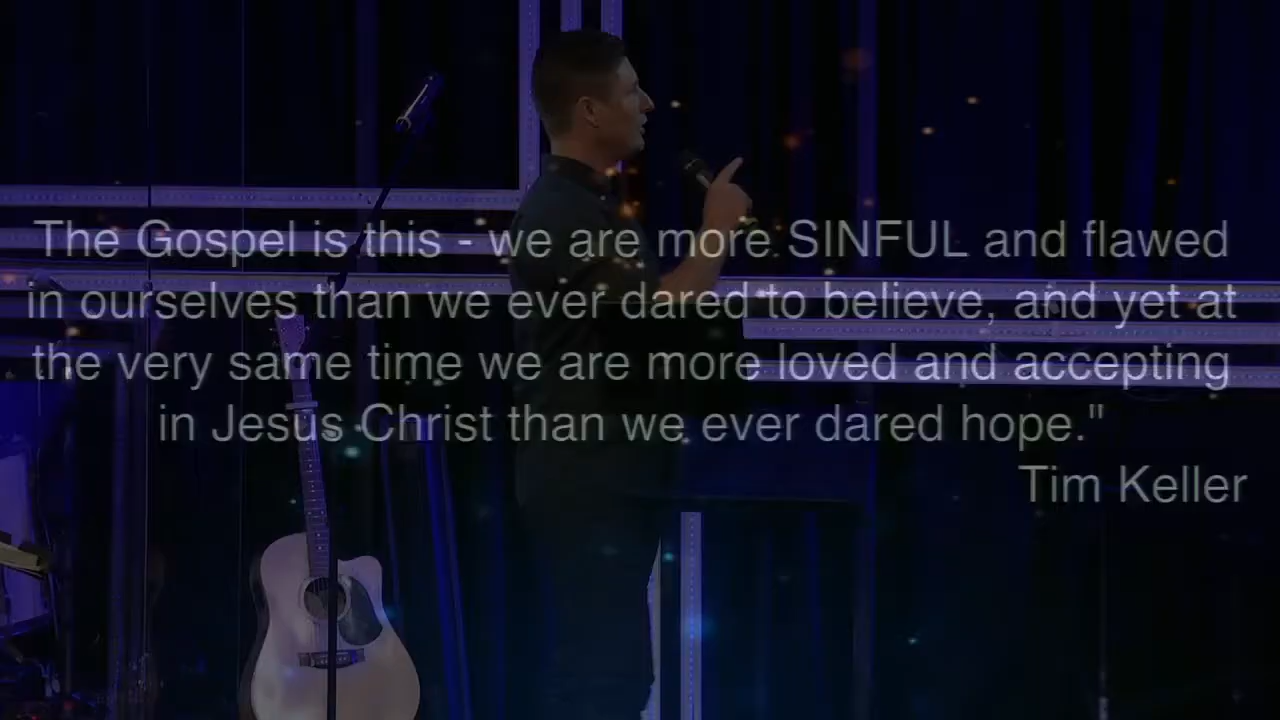 The Gospel is this - we are more SINFUL and flawed
in ourselves than we ever dared to believe, and yet at
the very same time we are more loved and accepting
in Jesus Christ than we ever dared hope."
Tim Keller